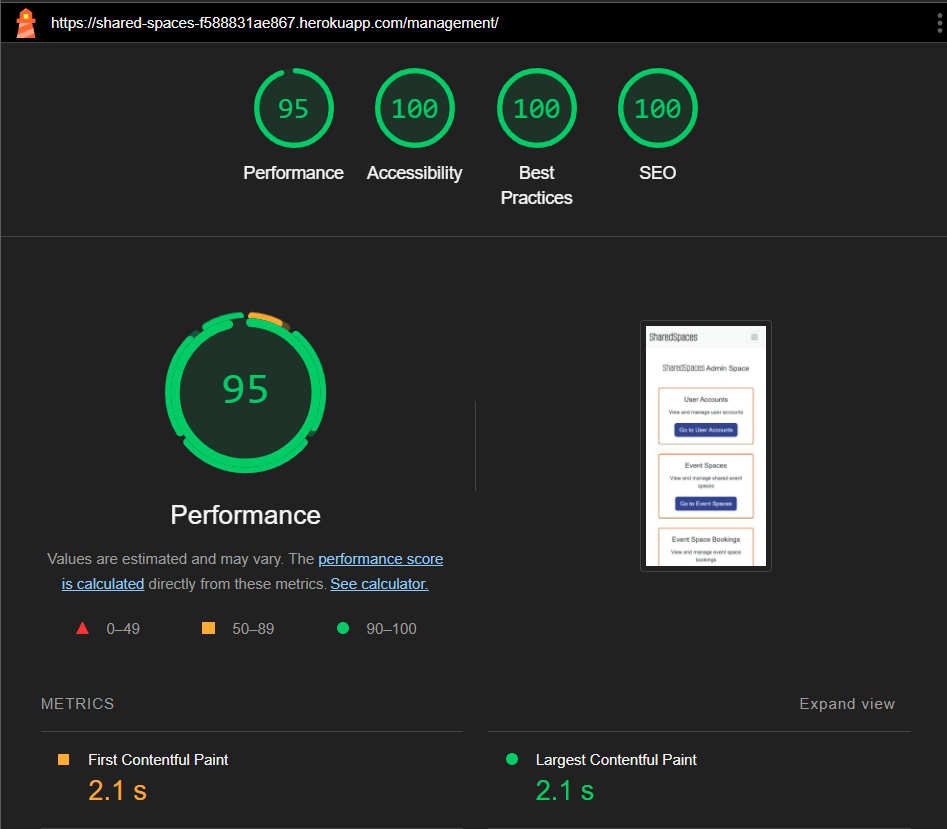 https://shared-spaces-f588831ae867.herokuapp.com/management/
95 100 100 100
Performance Accessibility Best Practices SEO
95
Performance
Values are estimated and may vary. The performance score
is calculated directly from these metrics. See calculator.
0–49 50–89 90–100
SharedSpaces
SharedSpaces Admin Space
User Accounts
View and manage user accounts
Go to User Accounts
Event Spaces
View and manage shared event
spaces
Go to Event Spaces
Event Space Bookings
View and manage event space
bookings
METRICS Expand view
First Contentful Paint Largest Contentful Paint
2.1 s 2.1 s